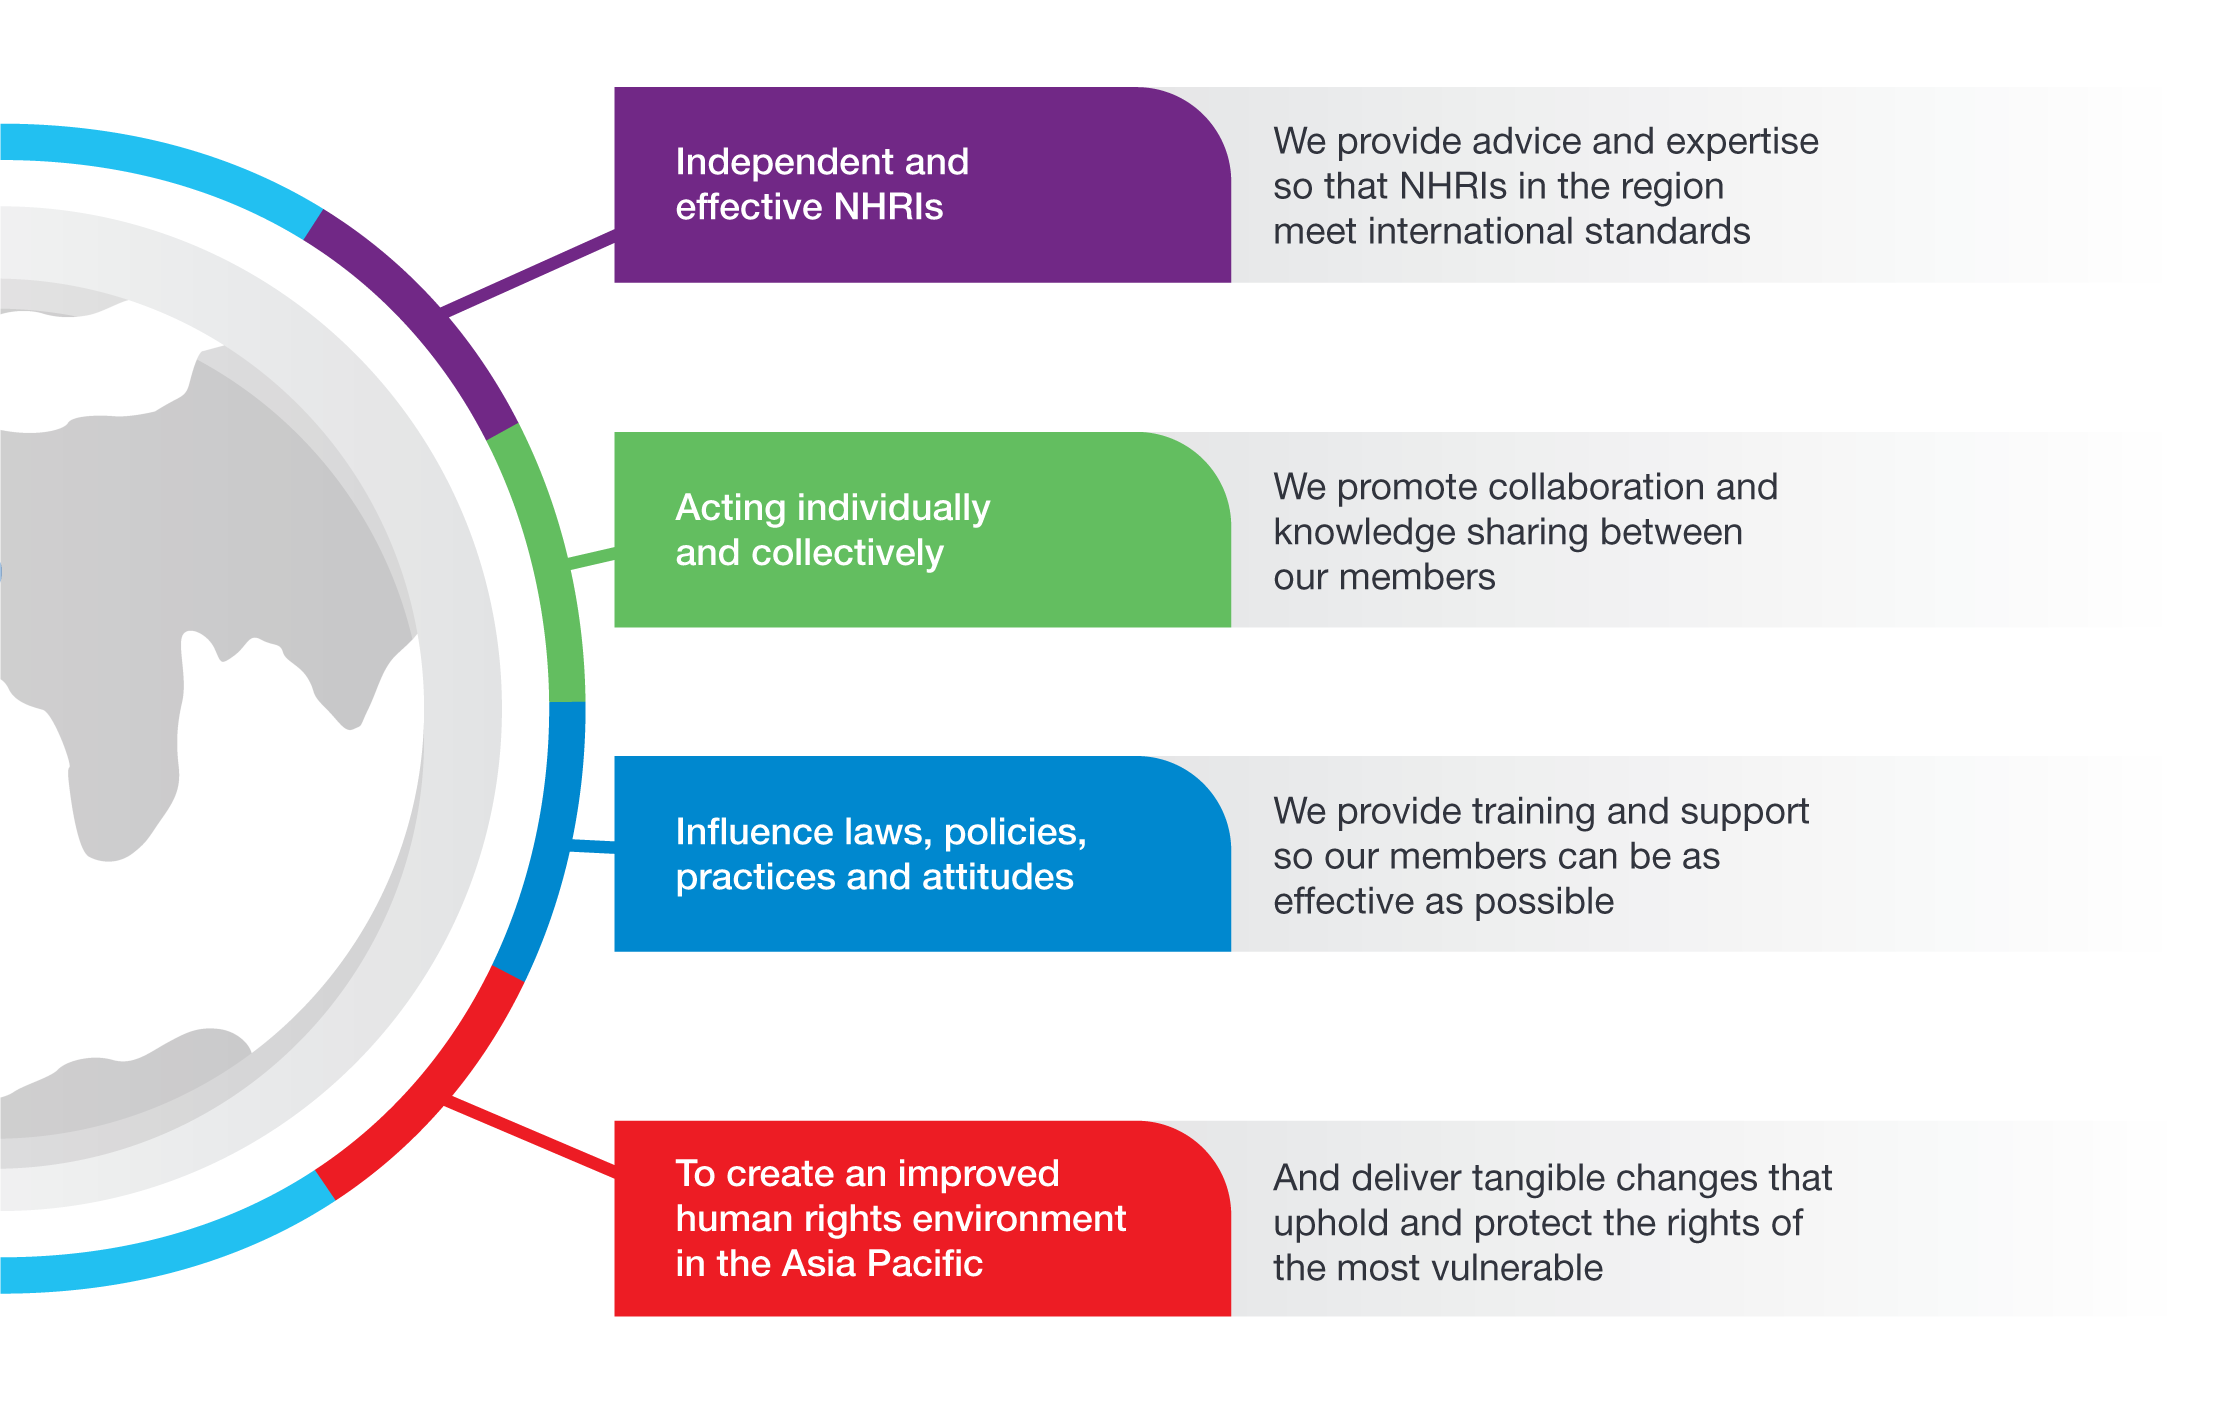 Independent and
effective NHRIs
We provide advice and expertise
so that NHRIs in the region
meet international standards
Acting individually
and collectively
We promote collaboration and
knowledge sharing between
our members
Influence laws, policies,
practices and attitudes
We provide training and support
so our members can be as
effective as possible
To create an improved
human rights environment
in the Asia Pacific
And deliver tangible changes that
uphold and protect the rights of
the most vulnerable